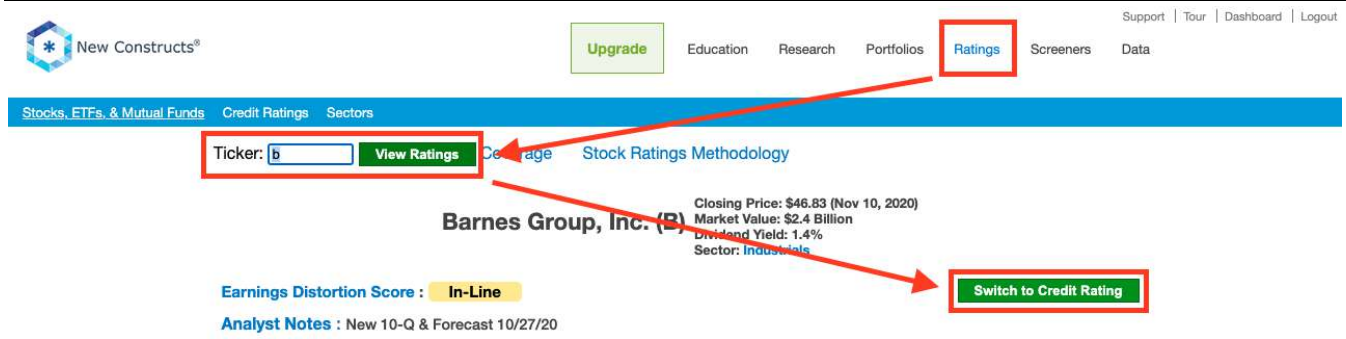 Support | Tour | Dashboard | Logout
New Constructs®
Upgrade Education Research Portfolios Ratings Screeners Data
Stocks, ETFs, & Mutual Funds Credit Ratings Sectors
Ticker: b View Ratings Coverage Stock Ratings Methodology
Barnes Group, Inc. (B)
Closing Price: $46.83 (Nov 10, 2020)
Market Value: $2.4 Billion
Dividend Yield: 1.4%
Sector: Industrials
Earnings Distortion Score : In-Line
Switch to Credit Rating
Analyst Notes : New 10-Q & Forecast 10/27/20